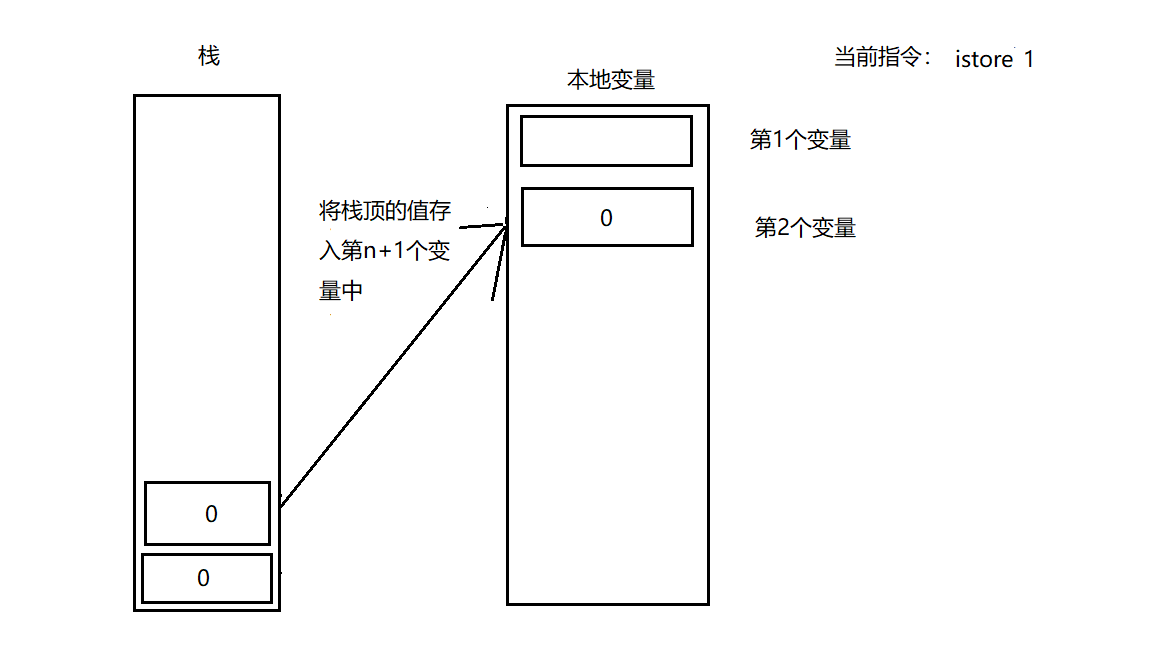 栈
本地变量
当前指令： istore 1
第1个变量
将栈顶的值存
入第n+1个变
量中
0
第2个变量
0
0